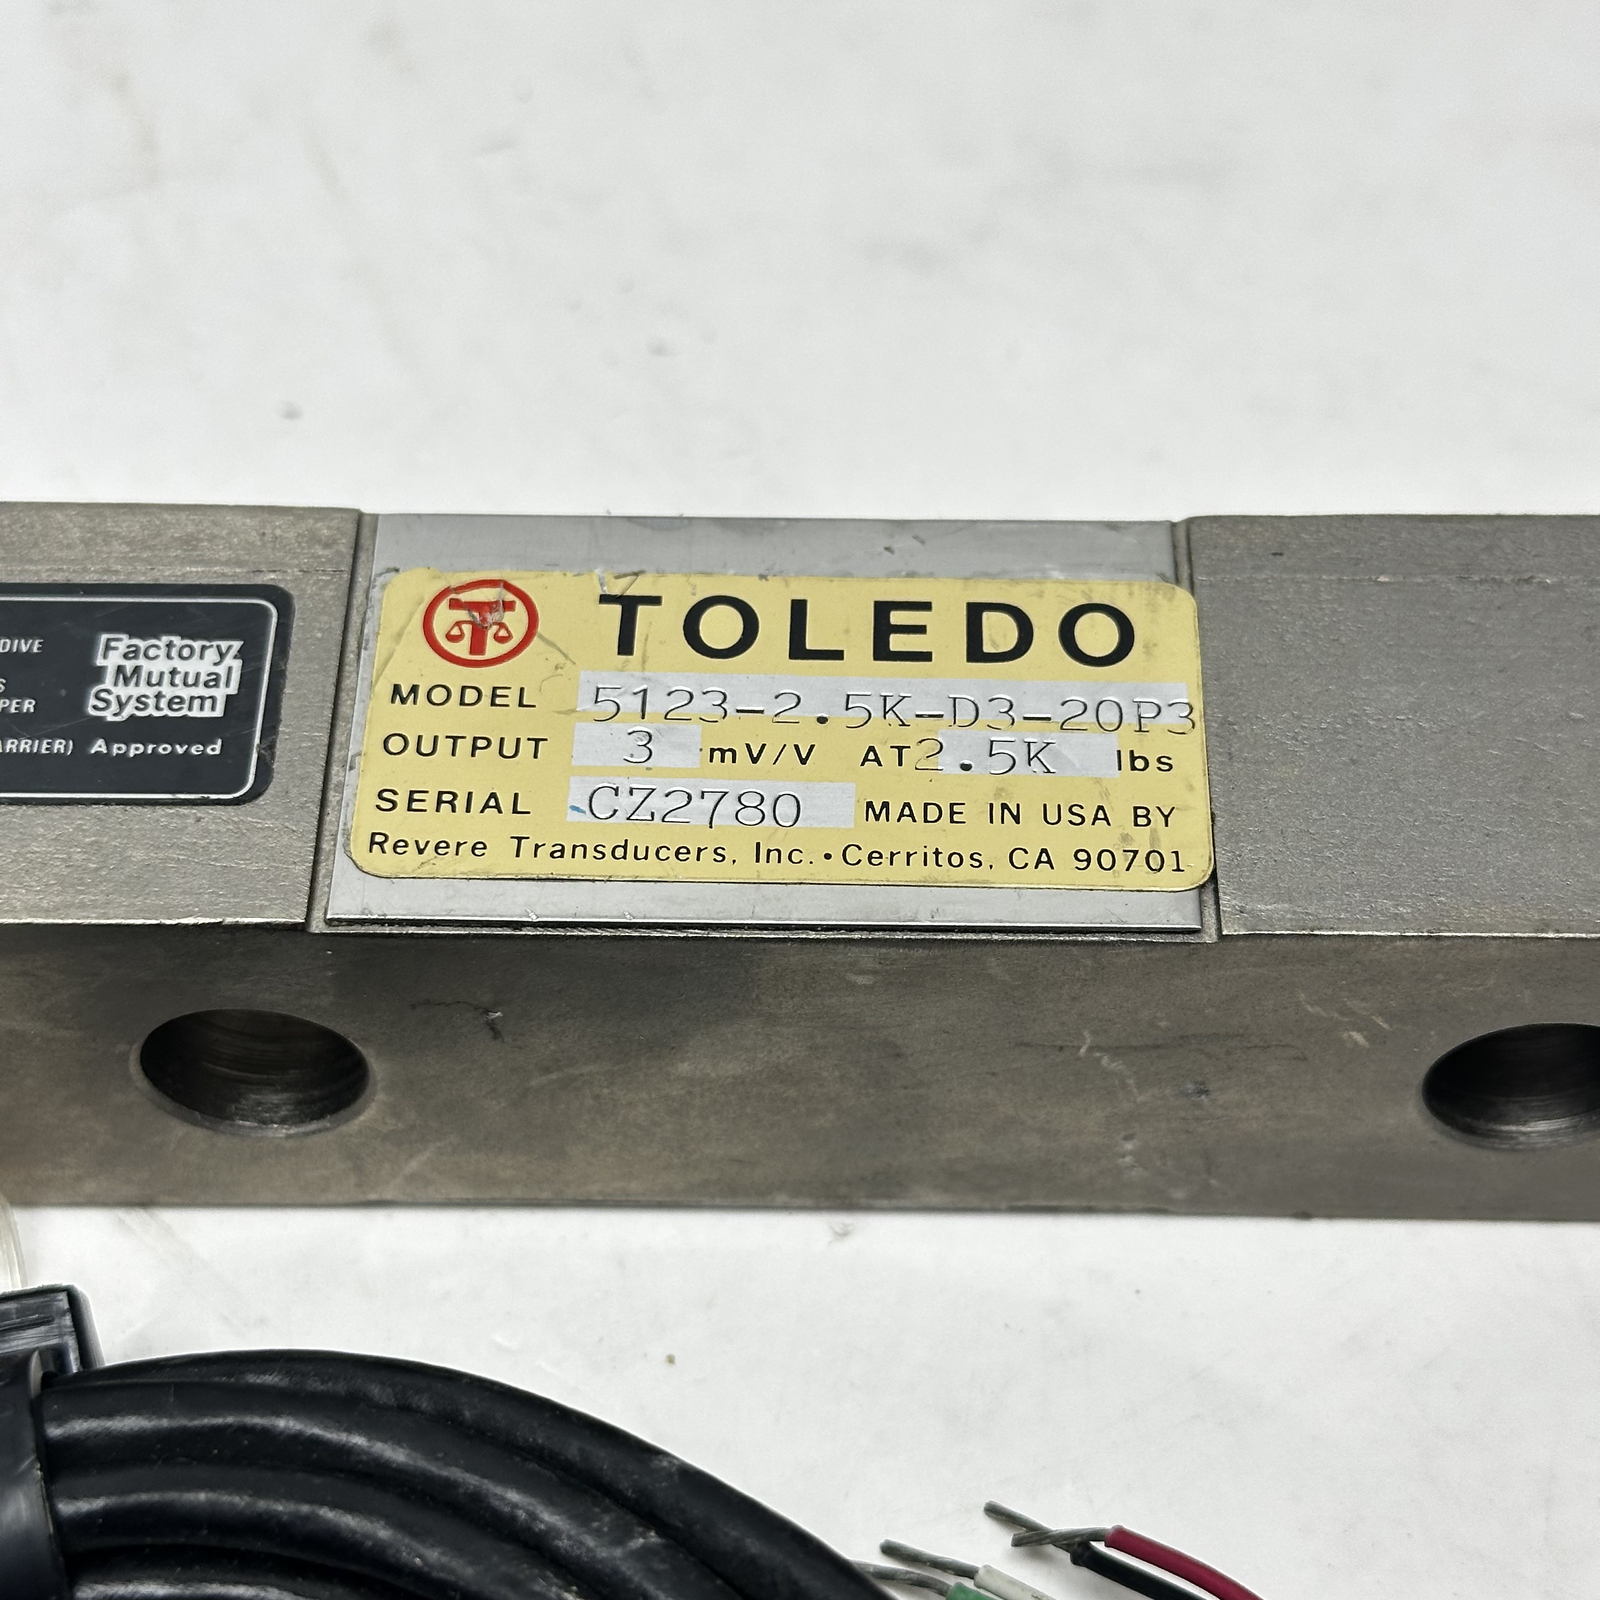 DIVE
Factory
Mutual
System
Approved
TOLEDO
MODEL 5123-2.5K-D3-20P3
OUTPUT 3 mV/V AT 2.5K lbs
SERIAL CZ2780 MADE IN USA BY
Revere Transducers, Inc. • Cerritos, CA 90701